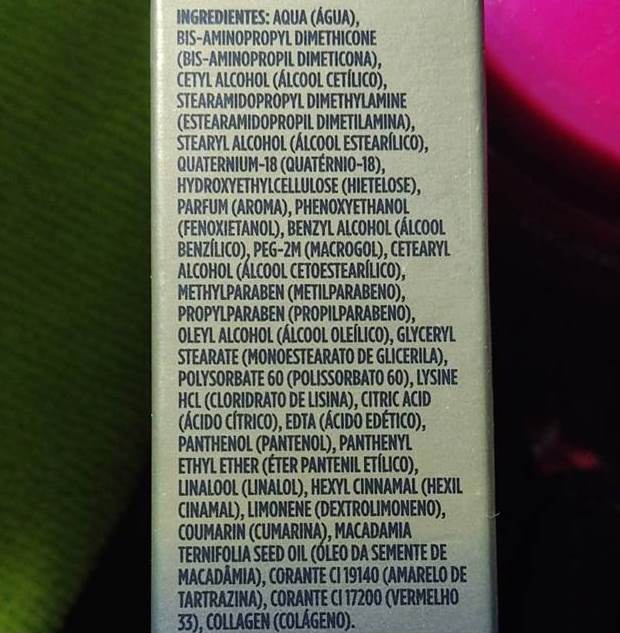 INGREDIENTES: AQUA (ÁGUA),
BIS-AMINOPROPYL DIMETHICONE
(BIS-AMINOPROPIL DIMETICONA),
CETYL ALCOHOL (ÁLCOOL CETÍLICO),
STEARAMIDOPROPYL DIMETHYLAMINE
(ESTEARAMIDOPROPIL DIMETILAMINA),
STEARYL ALCOHOL (ÁLCOOL ESTEARÍLICO),
QUATERNIUM-18 (QUATÉRNIO-18),
HYDROXYETHYLCELLULOSE (HIETELOSE),
PARFUM (AROMA), PHENOXYETHANOL
(FENOXIETANOL), BENZYL ALCOHOL (ÁLCOOL
BENZÍLICO), PEG-2M (MACROGOL), CETEARYL
ALCOHOL (ÁLCOOL CETOESTEARÍLICO),
METHYLPARABEN (METILPARABENO),
PROPYLPARABEN (PROPILPARABENO),
OLEYL ALCOHOL (ÁLCOOL OLEÍLICO), GLYCERYL
STEARATE (MONOESTEARATO DE GLICERILA),
POLYSORBATE 60 (POLISSORBATO 60), LYSINE
HCL (CLORIDRATO DE LISINA), CITRIC ACID
(ÁCIDO CÍTRICO), EDTA (ÁCIDO EDÉTICO),
PANTHENOL (PANTENOL), PANTHENYL
ETHYL ETHER (ÉTER PANTENIL ETÍLICO),
LINALOOL (LINALOL), HEXYL CINNAMAL (HEXIL
CINAMAL), LIMONENE (DEXTROLIMONENO),
COUMARIN (CUMARINA), MACADAMIA
TERNIFOLIA SEED OIL (ÓLEO DA SEMENTE DE
MACADÂMIA), CORANTE CI 19140 (AMARELO DE
TARTRAZINA), CORANTE CI 17200 (VERMELHO
33), COLLAGEN (COLÁGENO).